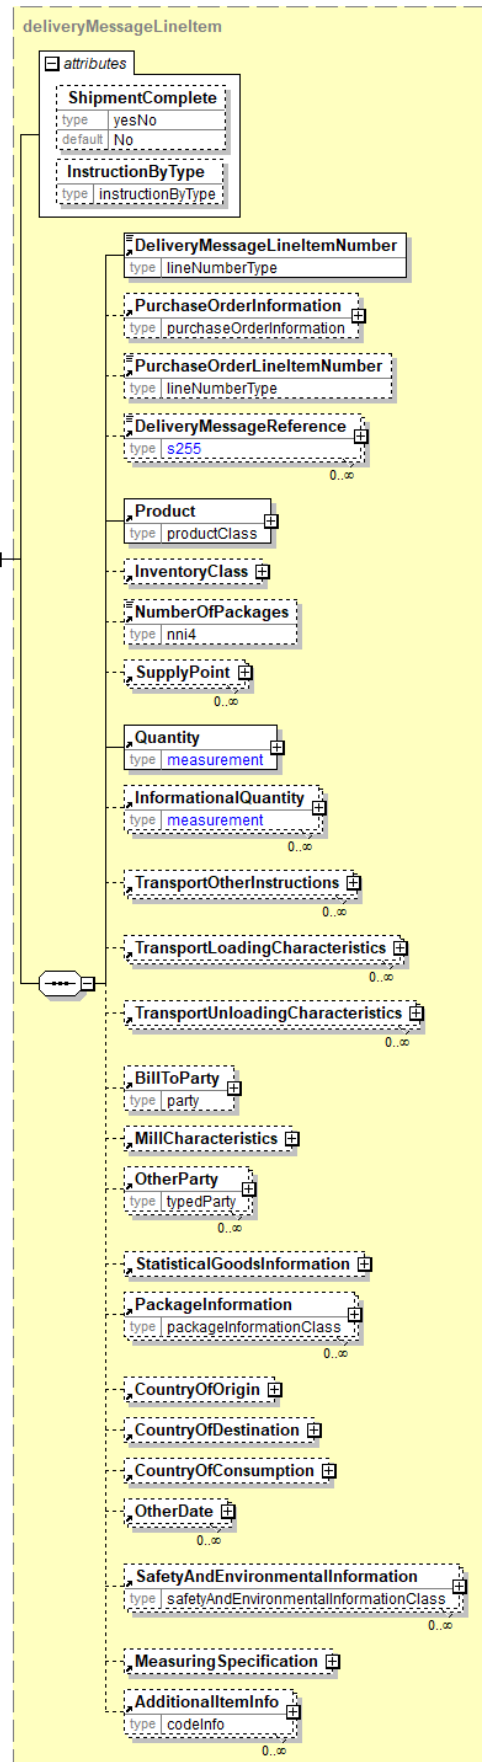 deliveryMessageLineItem
attributes
ShipmentComplete
type yesNo
default No
InstructionByType
type instructionByType
DeliveryMessageLineItemNumber
type lineNumberType
PurchaseOrderInformation
type purchaseOrderInformation
PurchaseOrderLineItemNumber
type lineNumberType
DeliveryMessageReference
type s255
0..∞
Product
type productClass
InventoryClass
NumberOfPackages
type nni4
SupplyPoint
0..∞
Quantity
type measurement
InformationalQuantity
type measurement
0..∞
TransportOtherInstructions
0..∞
TransportLoadingCharacteristics
0..∞
TransportUnloadingCharacteristics
0..∞
BillToParty
type party
MillCharacteristics
OtherParty
type typedParty
0..∞
StatisticalGoodsInformation
PackageInformation
type packageInformationClass
0..∞
CountryOfOrigin
CountryOfDestination
CountryOfConsumption
OtherDate
0..∞
SafetyAndEnvironmentalInformation
type safetyAndEnvironmentalInformationClass
0..∞
MeasuringSpecification
AdditionalItemInfo
type codeInfo
0..∞